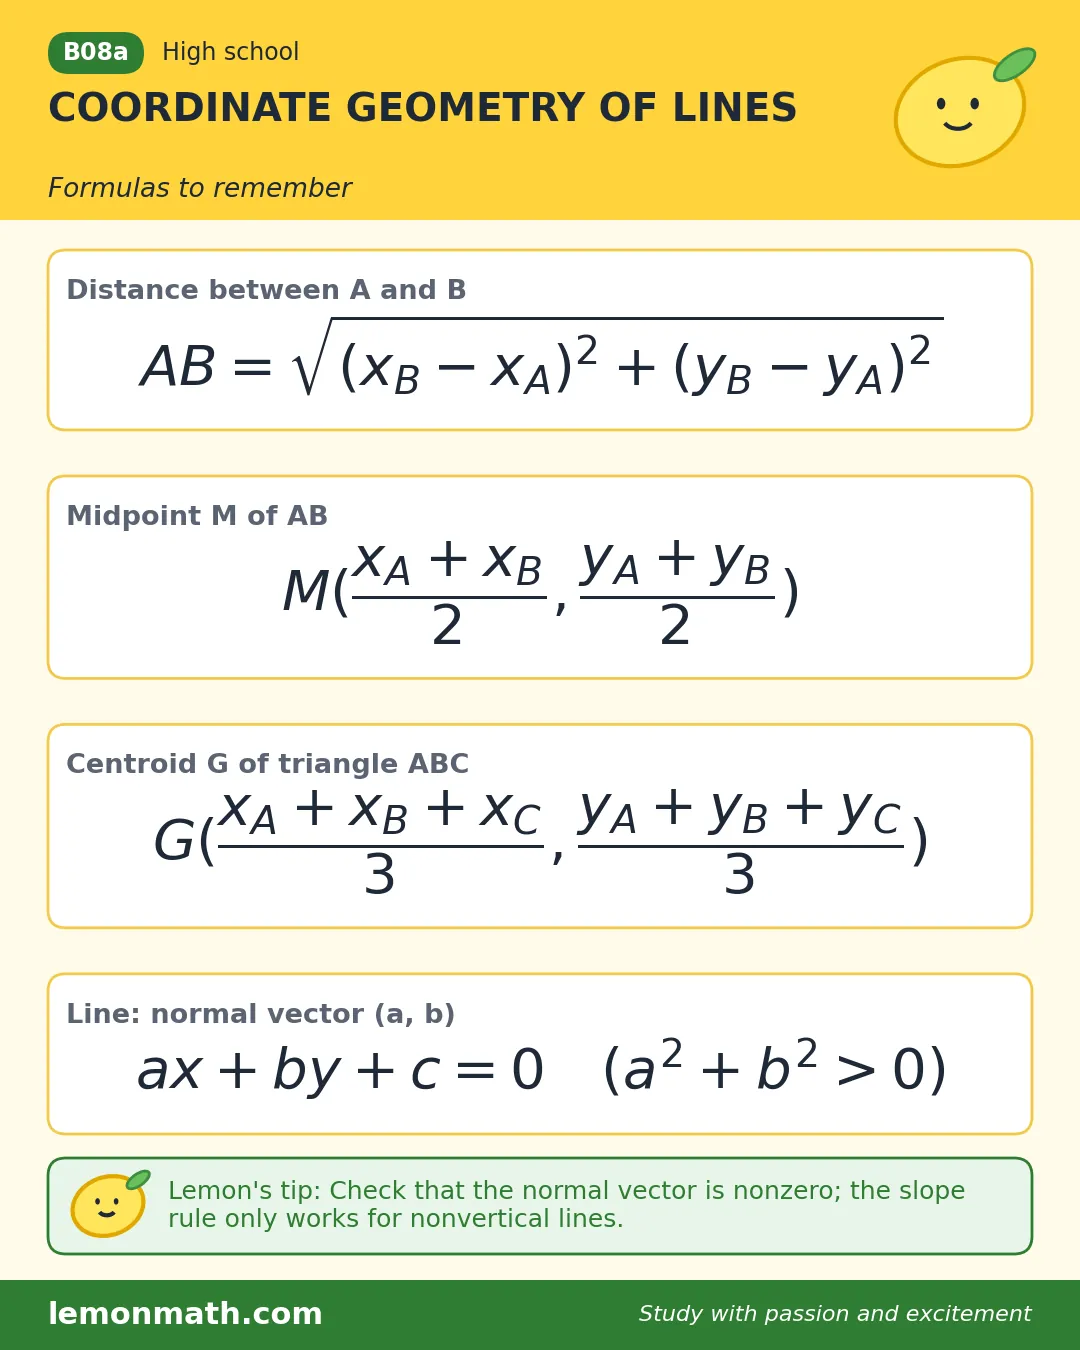 B08a High school
COORDINATE GEOMETRY OF LINES
Formulas to remember
Distance between A and B
AB = √((x_B − x_A)² + (y_B − y_A)²)
Midpoint M of AB
M((x_A + x_B)/2, (y_A + y_B)/2)
Centroid G of triangle ABC
G((x_A + x_B + x_C)/3, (y_A + y_B + y_C)/3)
Line: normal vector (a, b)
ax + by + c = 0 (a² + b² > 0)
Lemon's tip: Check that the normal vector is nonzero; the slope
rule only works for nonvertical lines.
lemonmath.com
Study with passion and excitement